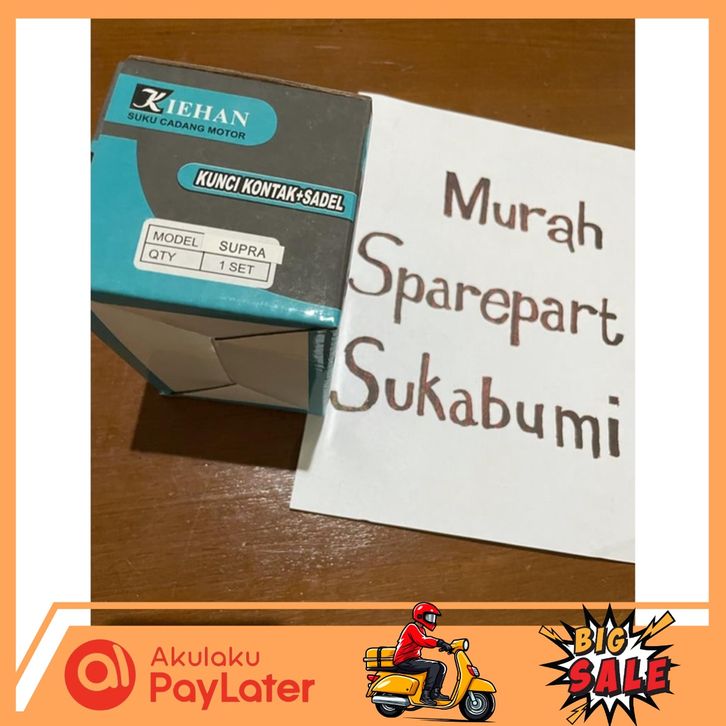 KIEHAN
SUKU CADANG MOTOR
KUNCI KONTAK+SADEL
MODEL SUPRA
QTY 1 SET
Murah
Sparepart
Sukabumi
Akulaku
PayLater
BIG
SALE